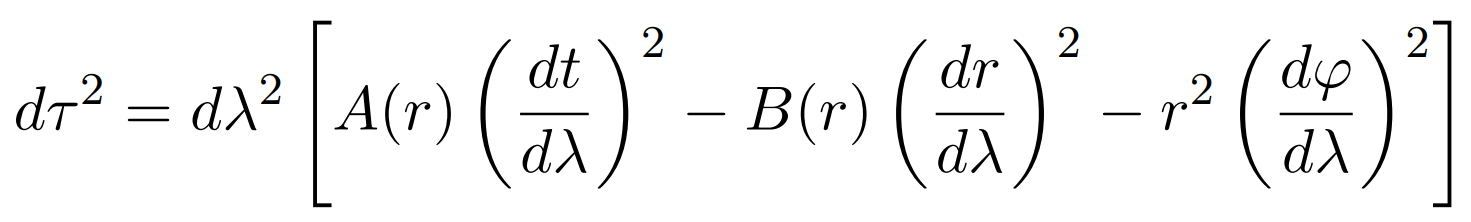 dτ² = dλ² [A(r) (dt/dλ)² − B(r) (dr/dλ)² − r² (dφ/dλ)²]